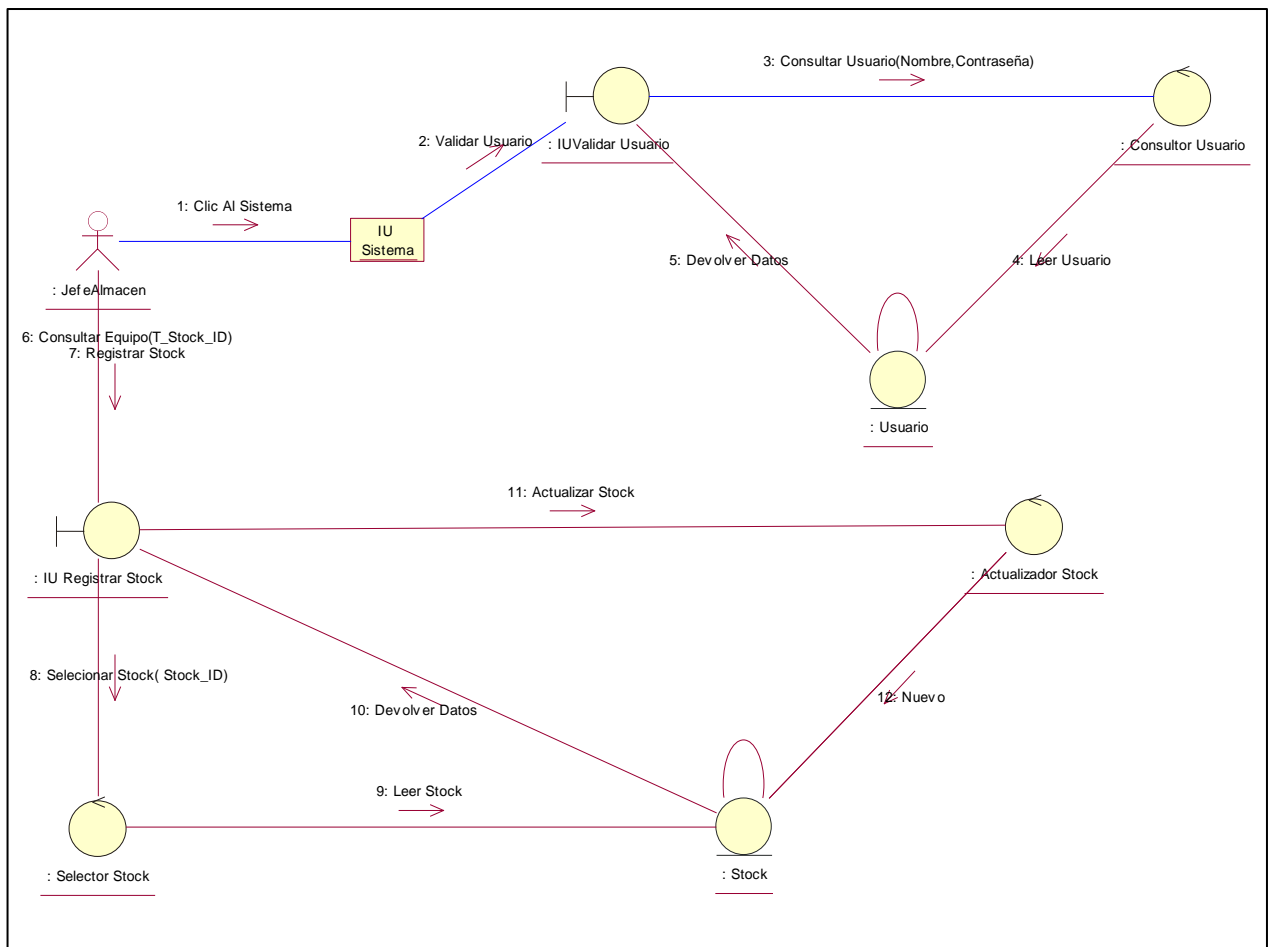 3: Consultar Usuario(Nombre,Contraseña)
2: Validar Usuario
: IUValidar Usuario
: Consultor Usuario
1: Clic Al Sistema
IU
Sistema
5: Devolver Datos
4: Leer Usuario
: JefeAlmacen
6: Consultar Equipo(T_Stock_ID)
7: Registrar Stock
: Usuario
11: Actualizar Stock
: IU Registrar Stock
: Actualizador Stock
8: Selecionar Stock( Stock_ID)
10: Devolver Datos
12: Nuevo
9: Leer Stock
: Selector Stock
: Stock